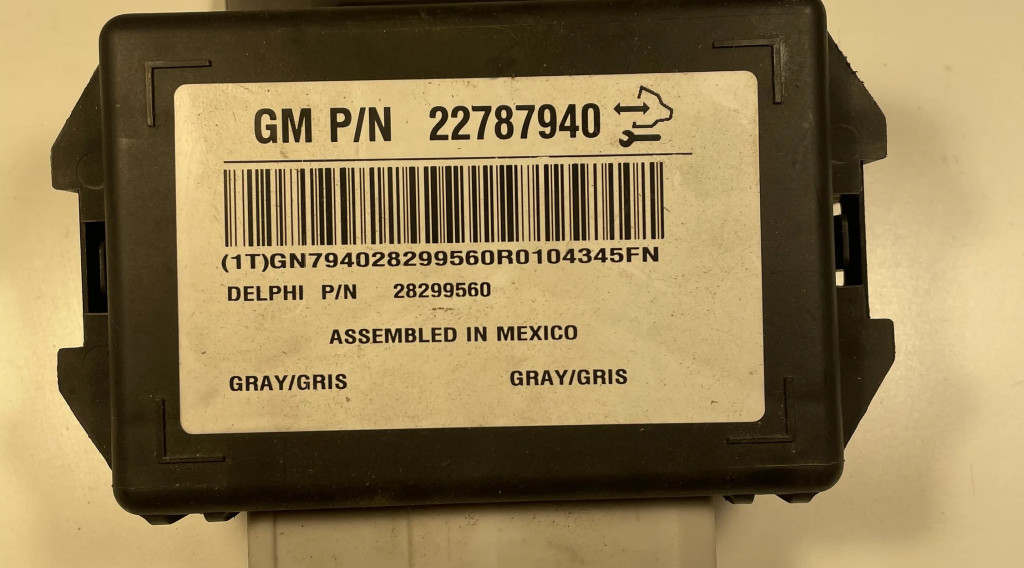 GM P/N 22787940
(1T)GN794028299560R0104345FN
DELPHI P/N 28299560
ASSEMBLED IN MEXICO
GRAY/GRIS GRAY/GRIS